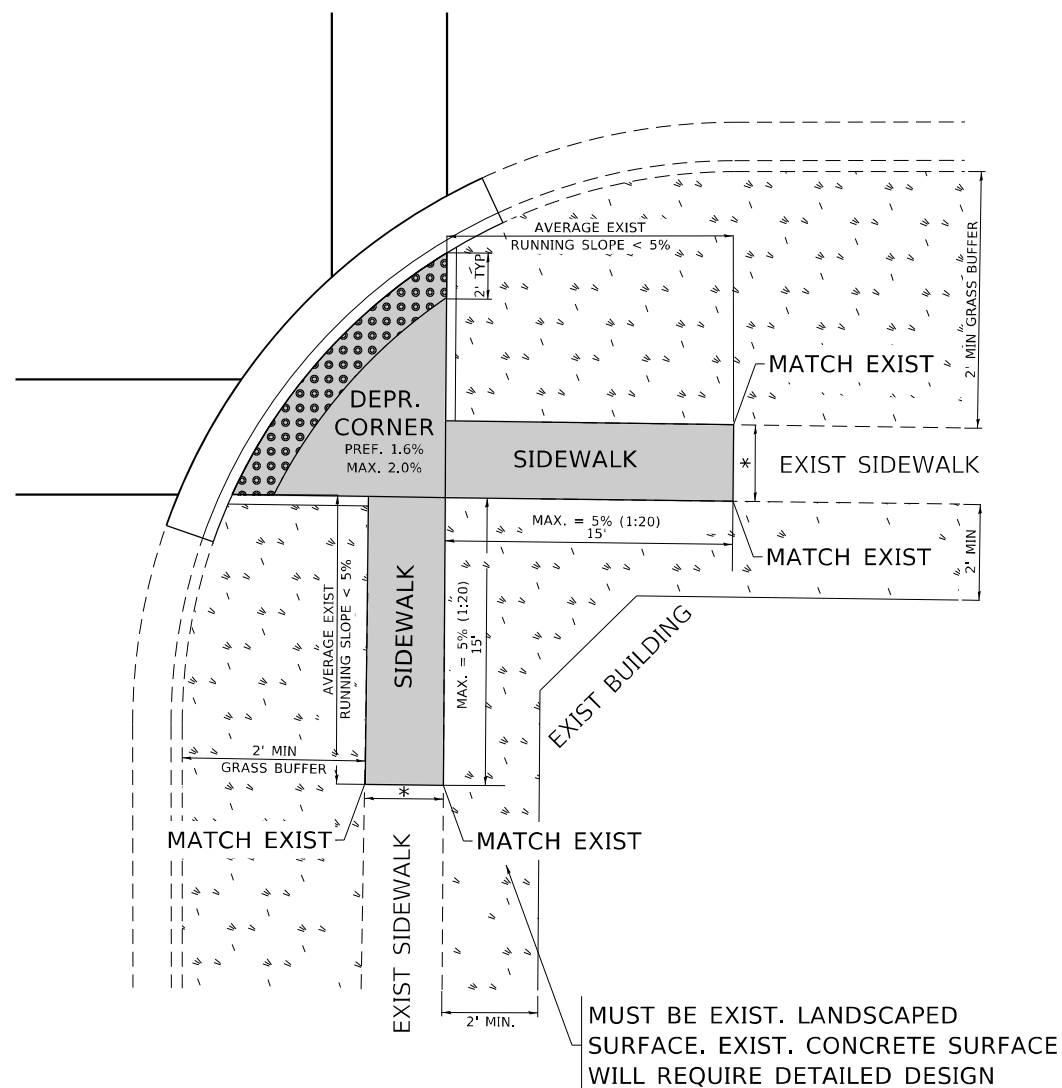 AVERAGE EXIST
RUNNING SLOPE < 5%
2' TYP
2' MIN GRASS BUFFER
MATCH EXIST
DEPR.
CORNER
PREF. 1.6%
MAX. 2.0%
SIDEWALK
*
EXIST SIDEWALK
MAX. = 5% (1:20)
15'
MATCH EXIST
2' MIN
AVERAGE EXIST
RUNNING SLOPE < 5%
SIDEWALK
MAX. = 5% (1:20)
15'
EXIST BUILDING
2' MIN
GRASS BUFFER
*
MATCH EXIST
MATCH EXIST
EXIST SIDEWALK
2' MIN.
MUST BE EXIST. LANDSCAPED
SURFACE. EXIST. CONCRETE SURFACE
WILL REQUIRE DETAILED DESIGN